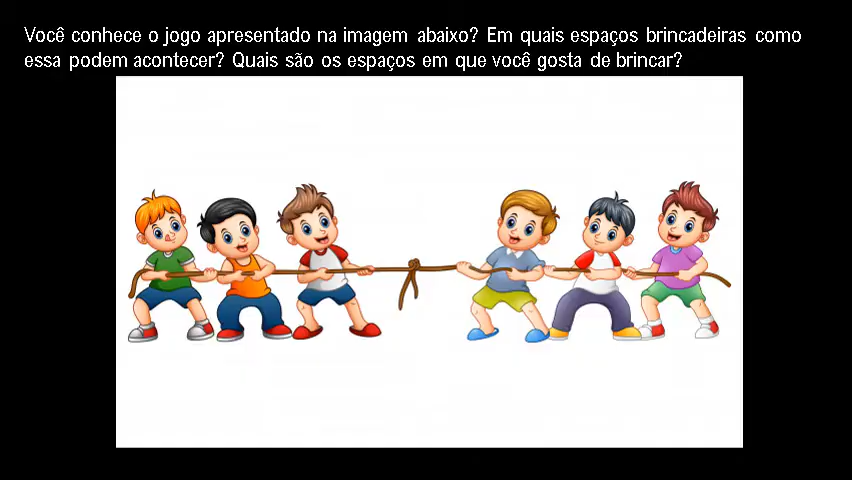 Você conhece o jogo apresentado na imagem abaixo? Em quais espaços brincadeiras como
essa podem acontecer? Quais são os espaços em que você gosta de brincar?